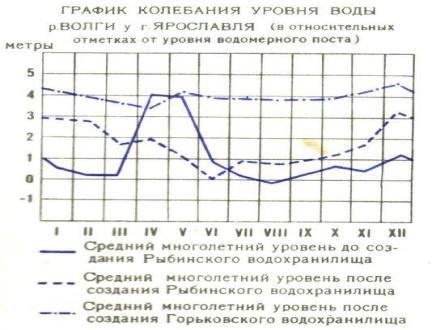 ГРАФИК КОЛЕБАНИЯ УРОВНЯ ВОДЫ
р.ВОЛГИ у г.ЯРОСЛАВЛЯ (в относительных
отметках от уровня водомерного поста)
метры
5
4
3
2
1
0
-1
I II III IV V VI VII VIII IX X XI XII
Средний многолетний уровень до соз-
дания Рыбинского водохранилища
Средний многолетний уровень после
создания Рыбинского водохранилища
Средний многолетний уровень после
создания Горьковского водохранилища